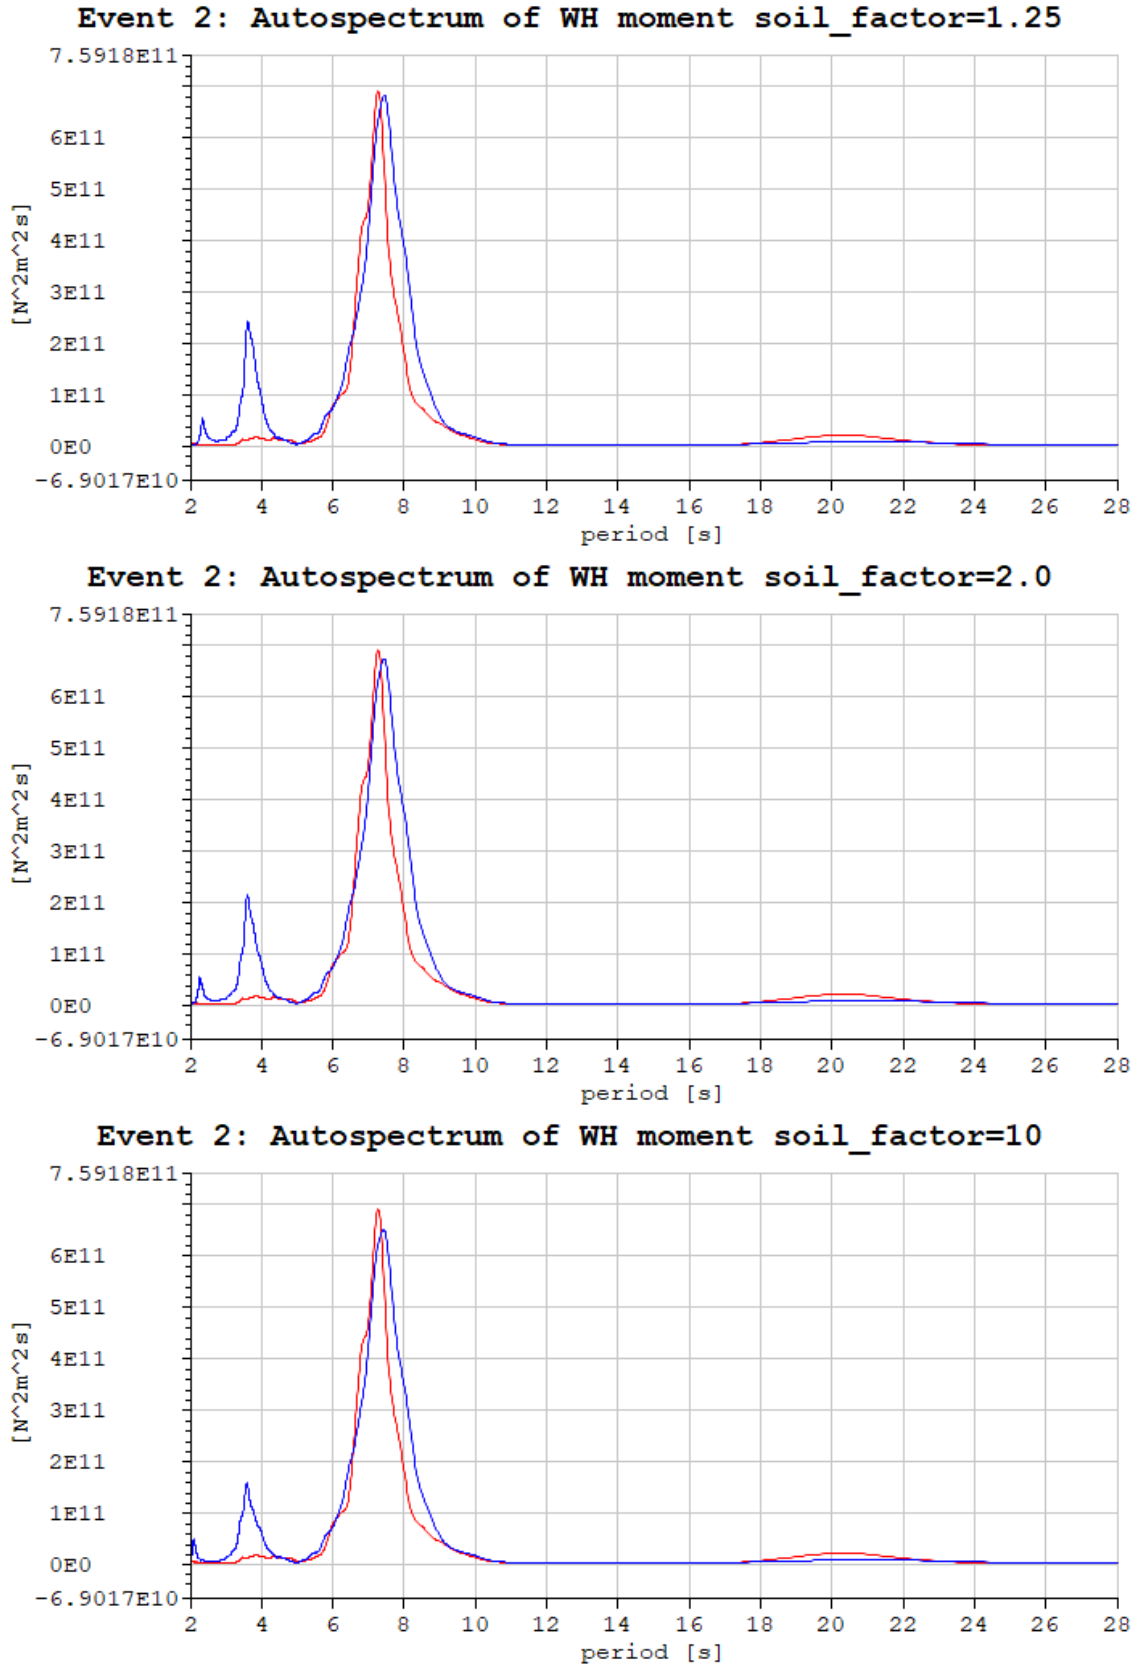 Event 2: Autospectrum of WH moment soil_factor=1.25
7.5918E11
6E11
5E11
4E11
3E11
2E11
1E11
0E0
-6.9017E10
[N^2m^2s]
2 4 6 8 10 12 14 16 18 20 22 24 26 28
period [s]
Event 2: Autospectrum of WH moment soil_factor=2.0
7.5918E11
6E11
5E11
4E11
3E11
2E11
1E11
0E0
-6.9017E10
[N^2m^2s]
2 4 6 8 10 12 14 16 18 20 22 24 26 28
period [s]
Event 2: Autospectrum of WH moment soil_factor=10
7.5918E11
6E11
5E11
4E11
3E11
2E11
1E11
0E0
-6.9017E10
[N^2m^2s]
2 4 6 8 10 12 14 16 18 20 22 24 26 28
period [s]